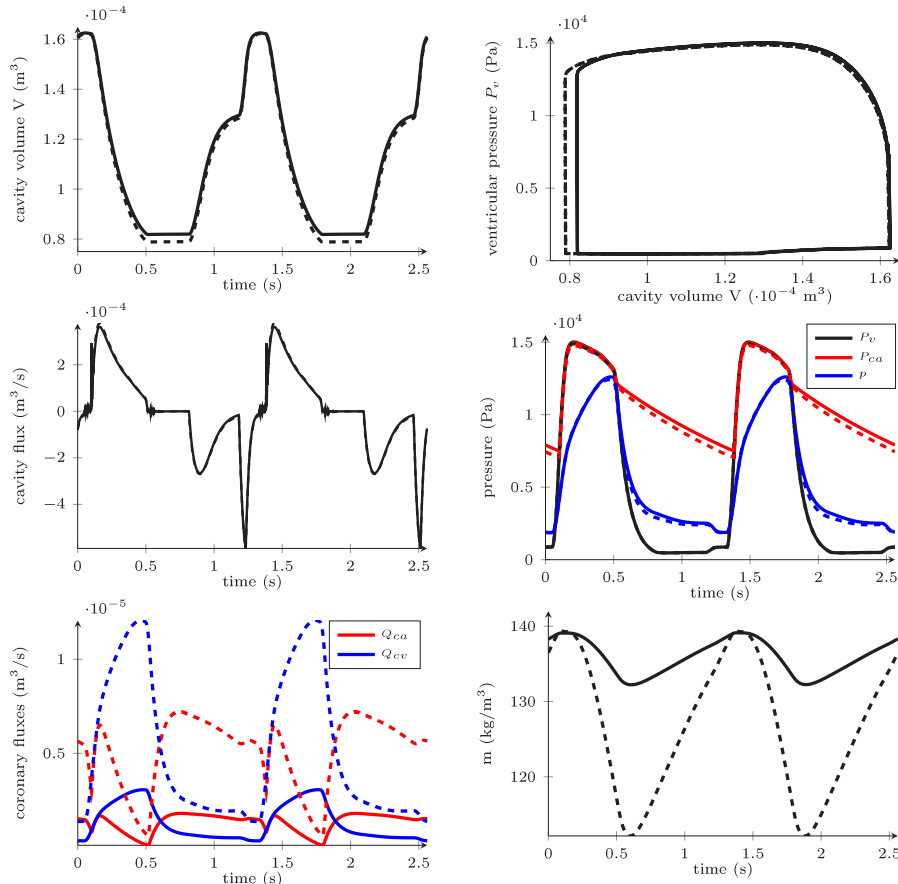 ·10⁻⁴
1.6
1.4
1.2
1
0.8
cavity volume V (m³)
0 0.5 1 1.5 2 2.5
time (s)
·10⁴
1.5
1
0.5
0
ventricular pressure Pᵥ (Pa)
0.8 1 1.2 1.4 1.6
cavity volume V (·10⁻⁴ m³)
·10⁻⁴
2
0
−2
−4
cavity flux (m³/s)
0 0.5 1 1.5 2 2.5
time (s)
·10⁴
1.5
1
0.5
0
pressure (Pa)
P_v
P_ca
p
0 0.5 1 1.5 2 2.5
time (s)
·10⁻⁵
1
0.5
coronary fluxes (m³/s)
Q_ca
Q_cv
0 0.5 1 1.5 2 2.5
time (s)
140
130
120
m (kg/m³)
0 0.5 1 1.5 2 2.5
time (s)